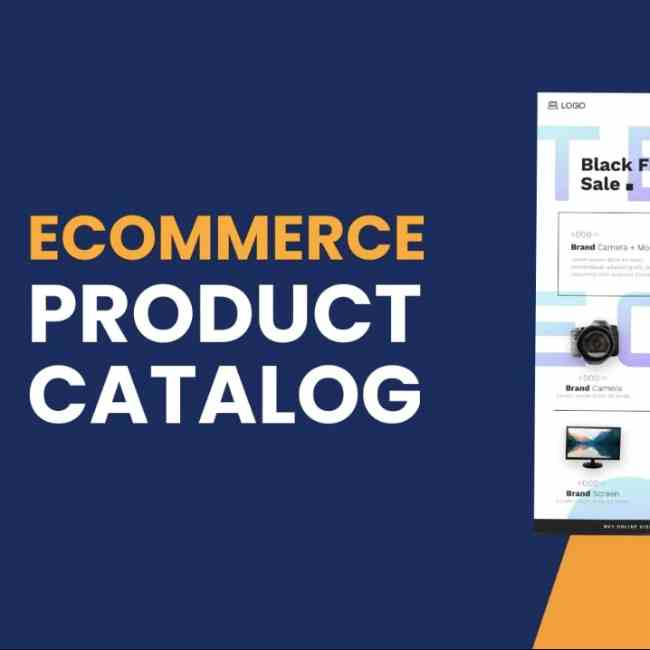 ECOMMERCE
PRODUCT
CATALOG
LOGO
Black F
Sale
Brand Camera + Mo
Brand Camera
Brand Screen